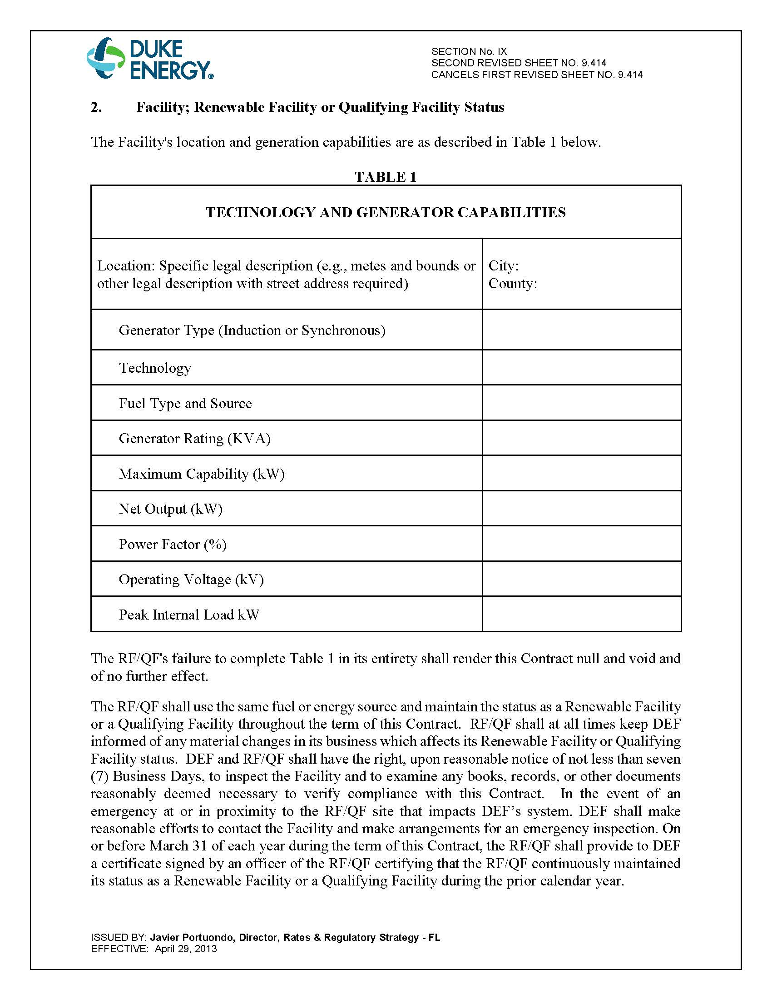 DUKE
ENERGY®
SECTION No. IX
SECOND REVISED SHEET NO. 9.414
CANCELS FIRST REVISED SHEET NO. 9.414
2. Facility; Renewable Facility or Qualifying Facility Status
The Facility's location and generation capabilities are as described in Table 1 below.
TABLE 1
TECHNOLOGY AND GENERATOR CAPABILITIES
Location: Specific legal description (e.g., metes and bounds or
other legal description with street address required)
City:
County:
Generator Type (Induction or Synchronous)
Technology
Fuel Type and Source
Generator Rating (KVA)
Maximum Capability (kW)
Net Output (kW)
Power Factor (%)
Operating Voltage (kV)
Peak Internal Load kW
The RF/QF's failure to complete Table 1 in its entirety shall render this Contract null and void and
of no further effect.
The RF/QF shall use the same fuel or energy source and maintain the status as a Renewable Facility
or a Qualifying Facility throughout the term of this Contract. RF/QF shall at all times keep DEF
informed of any material changes in its business which affects its Renewable Facility or Qualifying
Facility status. DEF and RF/QF shall have the right, upon reasonable notice of not less than seven
(7) Business Days, to inspect the Facility and to examine any books, records, or other documents
reasonably deemed necessary to verify compliance with this Contract. In the event of an
emergency at or in proximity to the RF/QF site that impacts DEF’s system, DEF shall make
reasonable efforts to contact the Facility and make arrangements for an emergency inspection. On
or before March 31 of each year during the term of this Contract, the RF/QF shall provide to DEF
a certificate signed by an officer of the RF/QF certifying that the RF/QF continuously maintained
its status as a Renewable Facility or a Qualifying Facility during the prior calendar year.
ISSUED BY: Javier Portuondo, Director, Rates & Regulatory Strategy - FL
EFFECTIVE: April 29, 2013